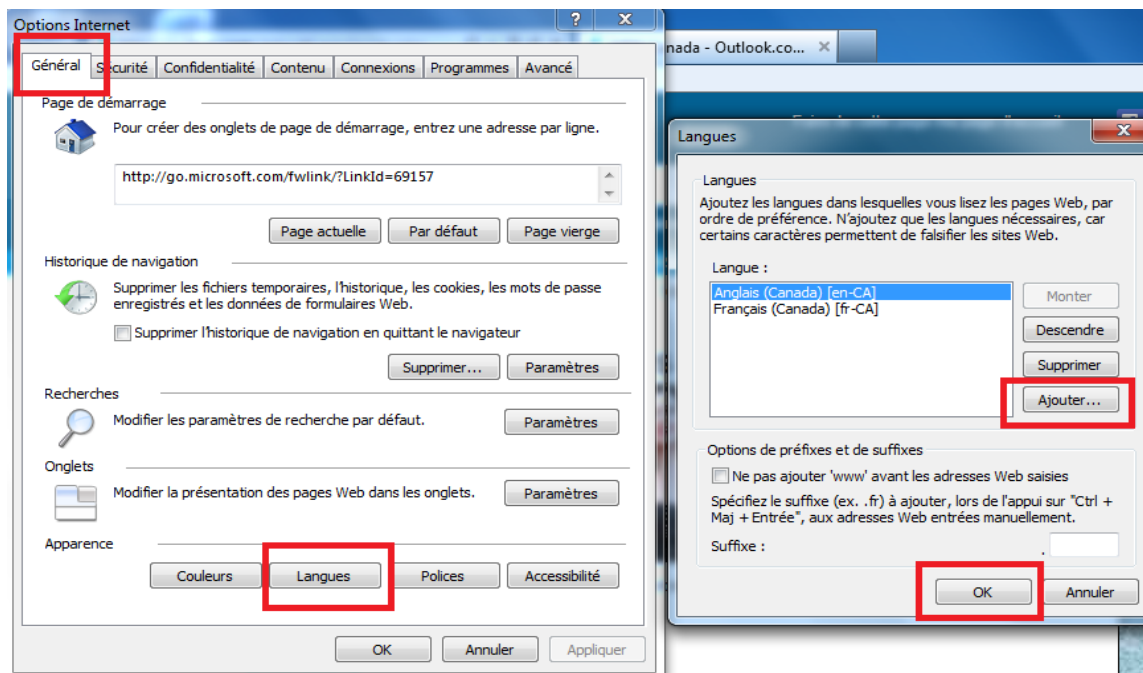 Options Internet
Général Sécurité Confidentialité Contenu Connexions Programmes Avancé
Page de démarrage
Pour créer des onglets de page de démarrage, entrez une adresse par ligne.
http://go.microsoft.com/fwlink/?LinkId=69157
Page actuelle Par défaut Page vierge
Historique de navigation
Supprimer les fichiers temporaires, l'historique, les cookies, les mots de passe
enregistrés et les données de formulaires Web.
Supprimer l'historique de navigation en quittant le navigateur
Supprimer... Paramètres
Recherches
Modifier les paramètres de recherche par défaut. Paramètres
Onglets
Modifier la présentation des pages Web dans les onglets. Paramètres
Apparence
Couleurs Langues Polices Accessibilité
OK Annuler Appliquer
nada - Outlook.co...
Langues
Langues
Ajoutez les langues dans lesquelles vous lisez les pages Web, par
ordre de préférence. N'ajoutez que les langues nécessaires, car
certains caractères permettent de falsifier les sites Web.
Langue :
Anglais (Canada) [en-CA]
Français (Canada) [fr-CA]
Monter
Descendre
Supprimer
Ajouter...
Options de préfixes et de suffixes
Ne pas ajouter 'www' avant les adresses Web saisies
Spécifiez le suffixe (ex. .fr) à ajouter, lors de l'appui sur "Ctrl +
Maj + Entrée", aux adresses Web entrées manuellement.
Suffixe : .
OK Annuler